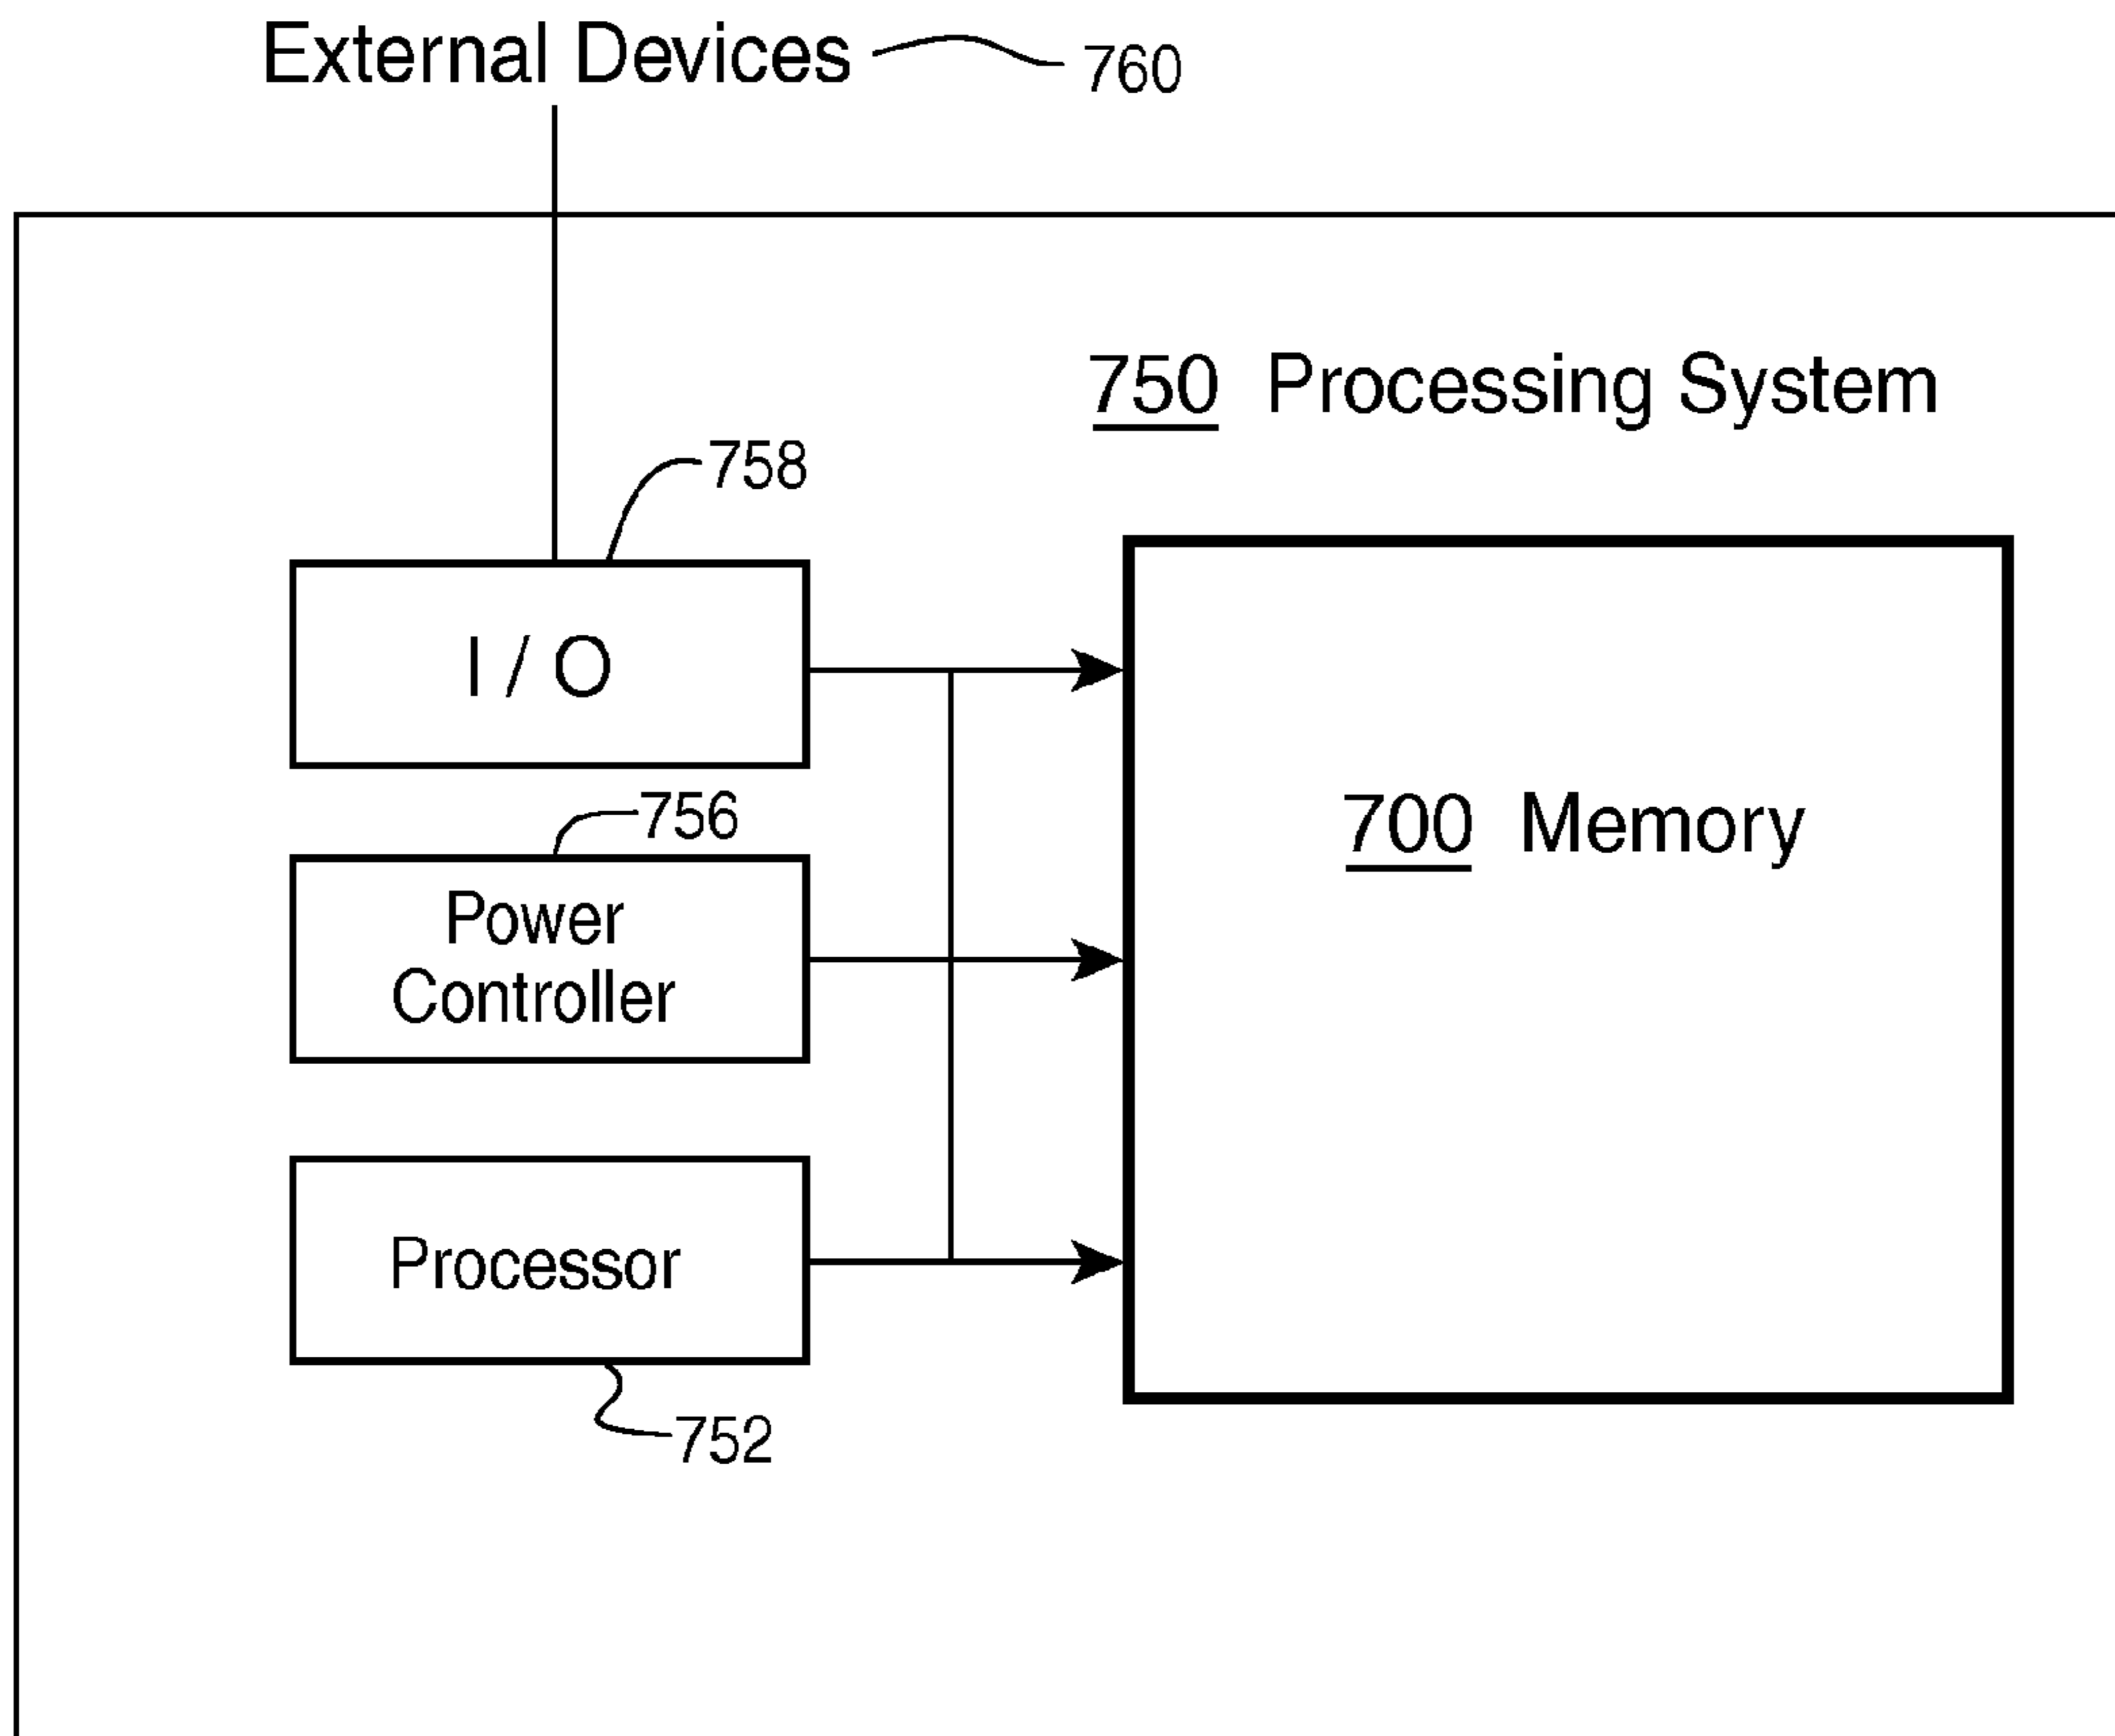 External Devices 760
750 Processing System
758
I / O
756
700 Memory
Power
Controller
Processor
752